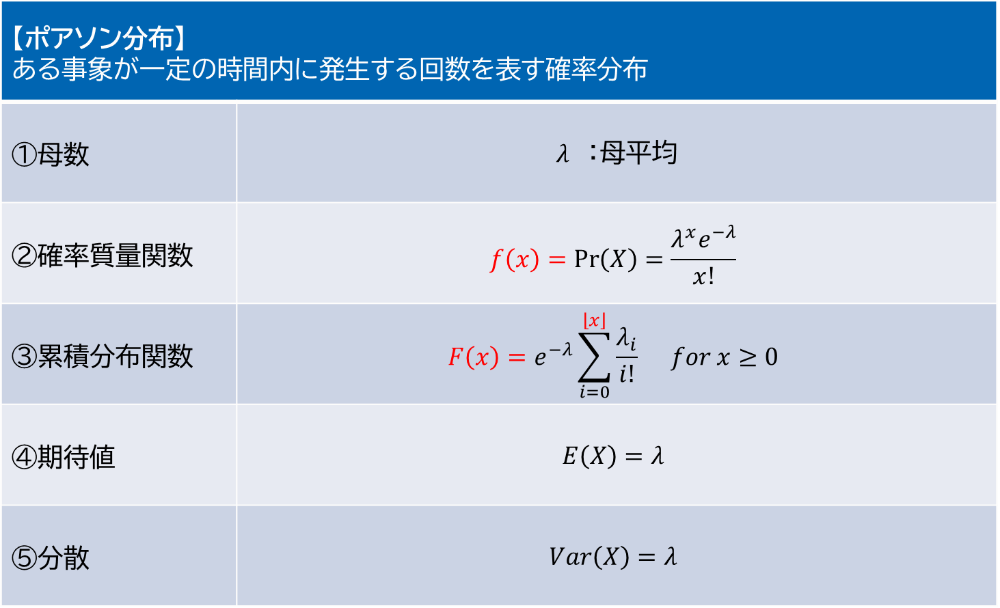 【ポアソン分布】
ある事象が一定の時間内に発生する回数を表す確率分布
①母数
λ ：母平均
②確率質量関数
f(x) = Pr(X) = \frac{λ^x e^{−λ}}{x!}
③累積分布関数
F(x) = e^{−λ} \sum_{i=0}^{⌊x⌋} \frac{λ_i}{i!} for x ≥ 0
④期待値
E(X) = λ
⑤分散
Var(X) = λ